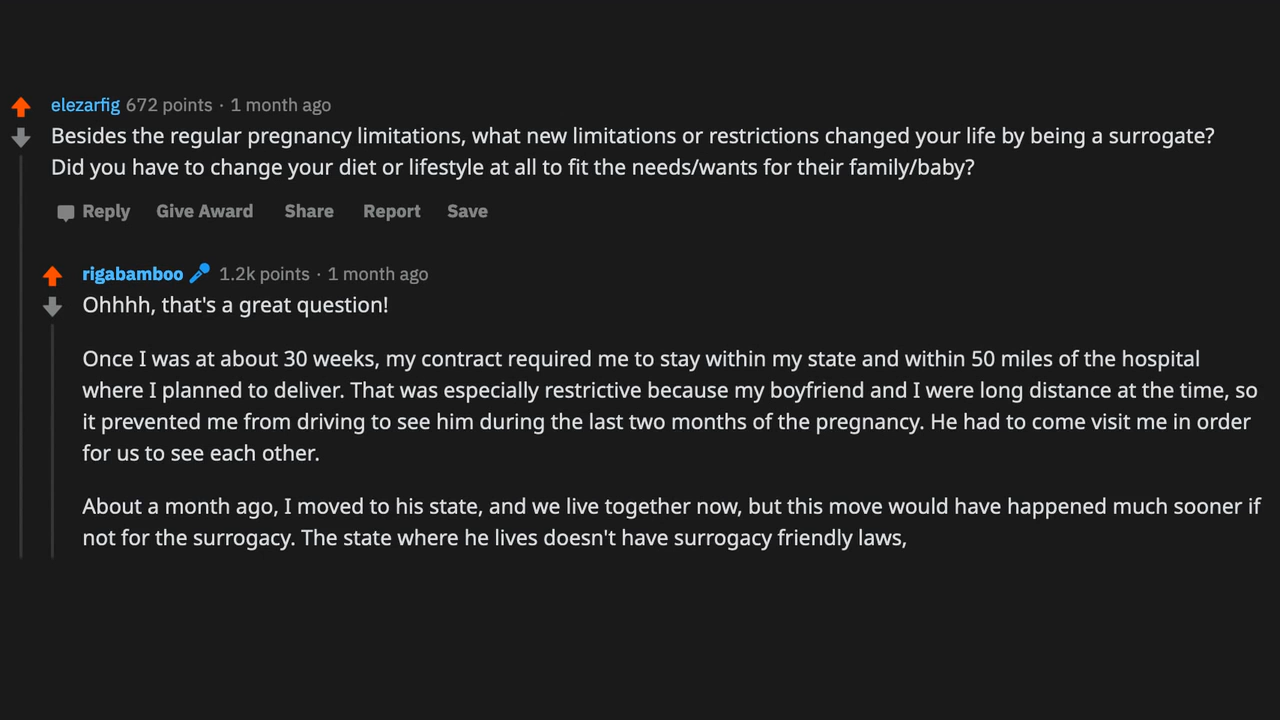 elezarfig 672 points · 1 month ago
Besides the regular pregnancy limitations, what new limitations or restrictions changed your life by being a surrogate?
Did you have to change your diet or lifestyle at all to fit the needs/wants for their family/baby?
Reply Give Award Share Report Save
rigabamboo 1.2k points · 1 month ago
Ohhhh, that's a great question!
Once I was at about 30 weeks, my contract required me to stay within my state and within 50 miles of the hospital
where I planned to deliver. That was especially restrictive because my boyfriend and I were long distance at the time, so
it prevented me from driving to see him during the last two months of the pregnancy. He had to come visit me in order
for us to see each other.
About a month ago, I moved to his state, and we live together now, but this move would have happened much sooner if
not for the surrogacy. The state where he lives doesn't have surrogacy friendly laws,